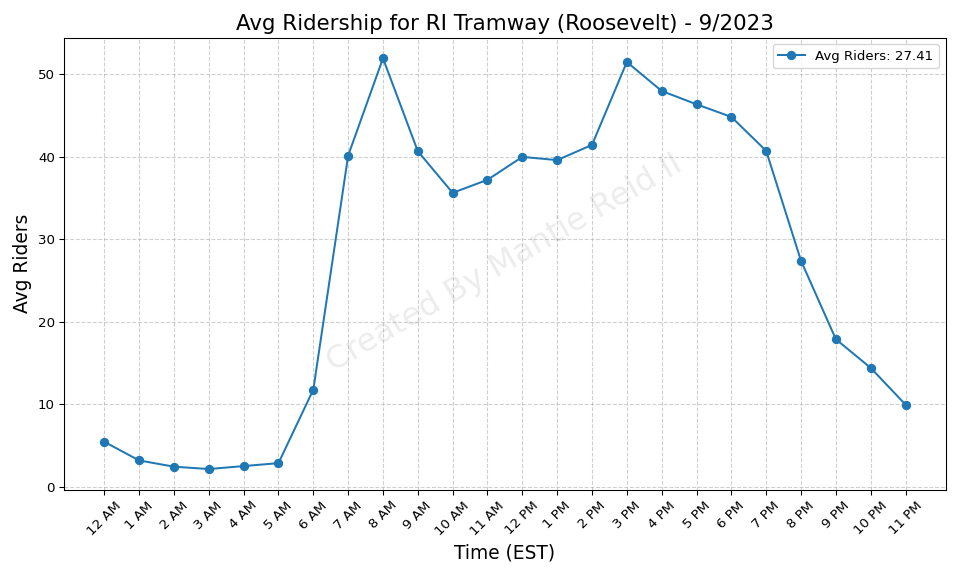 Avg Ridership for RI Tramway (Roosevelt) - 9/2023
Avg Riders: 27.41
50
40
30
20
10
0
Avg Riders
Created By Mantie Reid II
12 AM
1 AM
2 AM
3 AM
4 AM
5 AM
6 AM
7 AM
8 AM
9 AM
10 AM
11 AM
12 PM
1 PM
2 PM
3 PM
4 PM
5 PM
6 PM
7 PM
8 PM
9 PM
10 PM
11 PM
Time (EST)